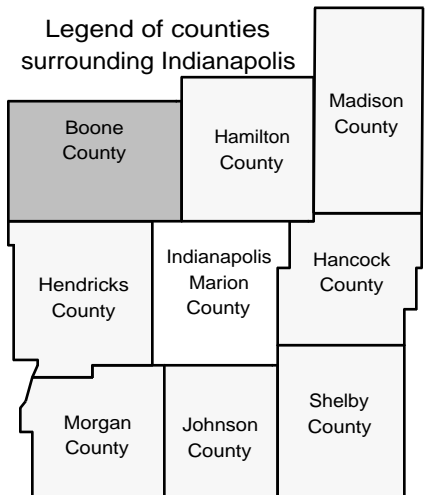 Legend of counties
surrounding Indianapolis
Boone
County
Hamilton
County
Madison
County
Hendricks
County
Indianapolis
Marion
County
Hancock
County
Morgan
County
Johnson
County
Shelby
County